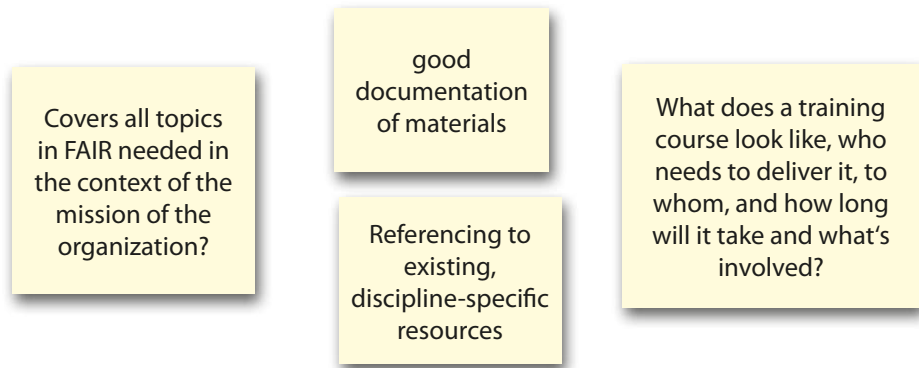 Covers all topics
in FAIR needed in
the context of the
mission of the
organization?
good
documentation
of materials
Referencing to
existing,
discipline-specific
resources
What does a training
course look like, who
needs to deliver it, to
whom, and how long
will it take and what‘s
involved?